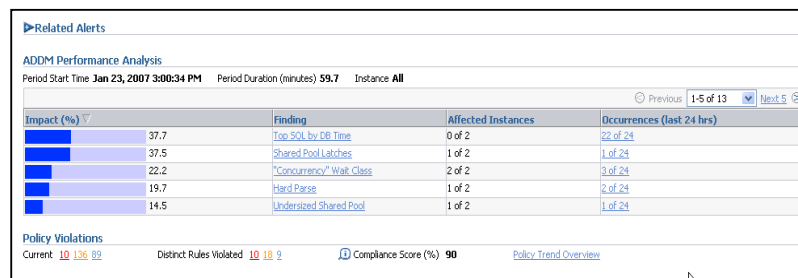 Related Alerts
ADDM Performance Analysis
Period Start Time Jan 23, 2007 3:00:34 PM Period Duration (minutes) 59.7 Instance All
Previous 1-5 of 13 Next 5
Impact (%) Finding Affected Instances Occurrences (last 24 hrs)
37.7 Top SQL by DB Time 0 of 2 22 of 24
37.5 Shared Pool Latches 1 of 2 1 of 24
22.2 "Concurrency" Wait Class 2 of 2 3 of 24
19.7 Hard Parse 1 of 2 2 of 24
14.5 Undersized Shared Pool 1 of 2 1 of 24
Policy Violations
Current 10 136 89 Distinct Rules Violated 10 18 9 Compliance Score (%) 90 Policy Trend Overview